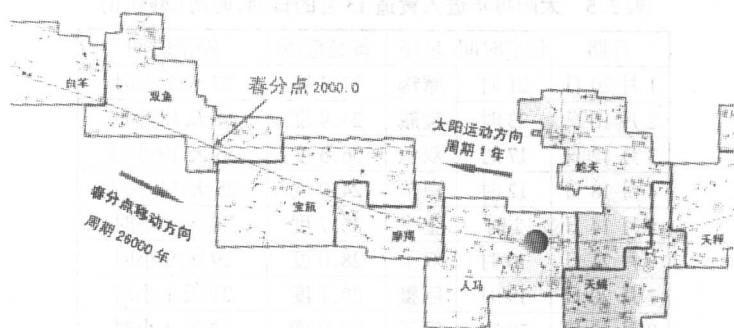 白羊
双鱼
春分点 2000.0
太阳运动方向
周期 1 年
蛇夫
春分点移动方向
周期 26000 年
宝瓶
摩羯
天秤
人马
天蝎